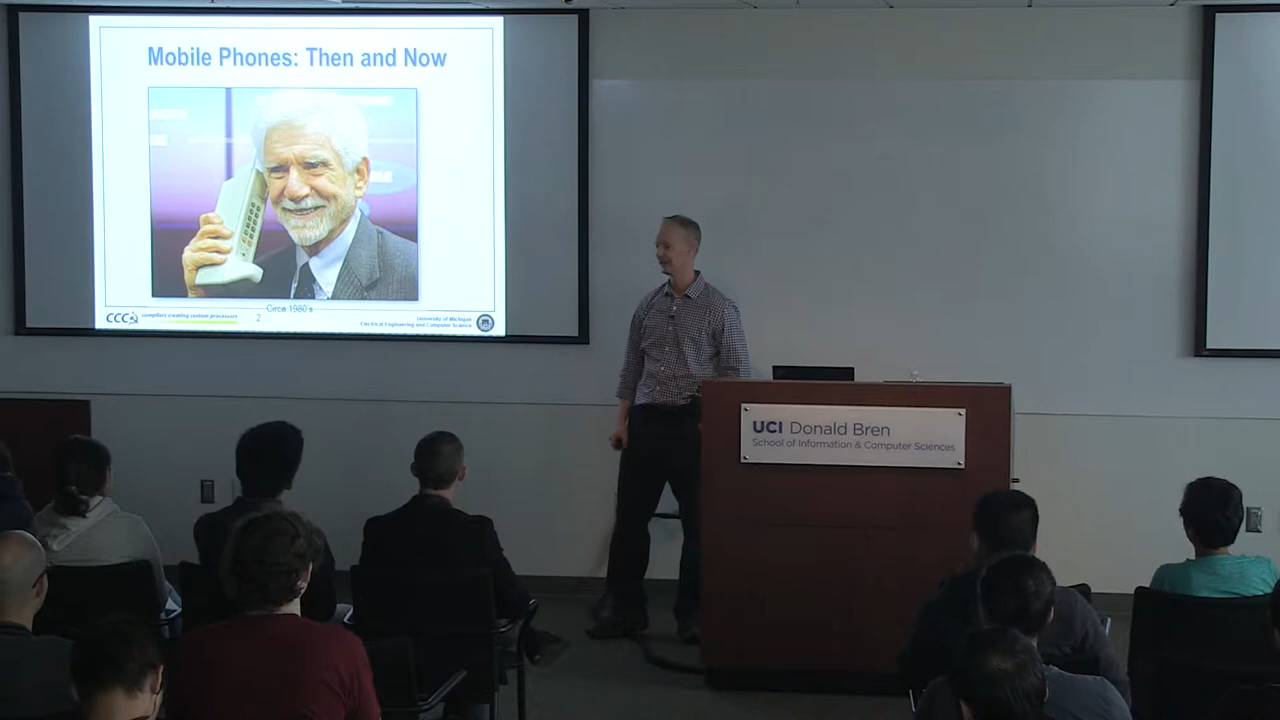 Mobile Phones: Then and Now
Circa 1980's
CCC
compilers creating custom processors
2
University of Michigan
Electrical Engineering and Computer Science
UCI Donald Bren
School of Information & Computer Sciences